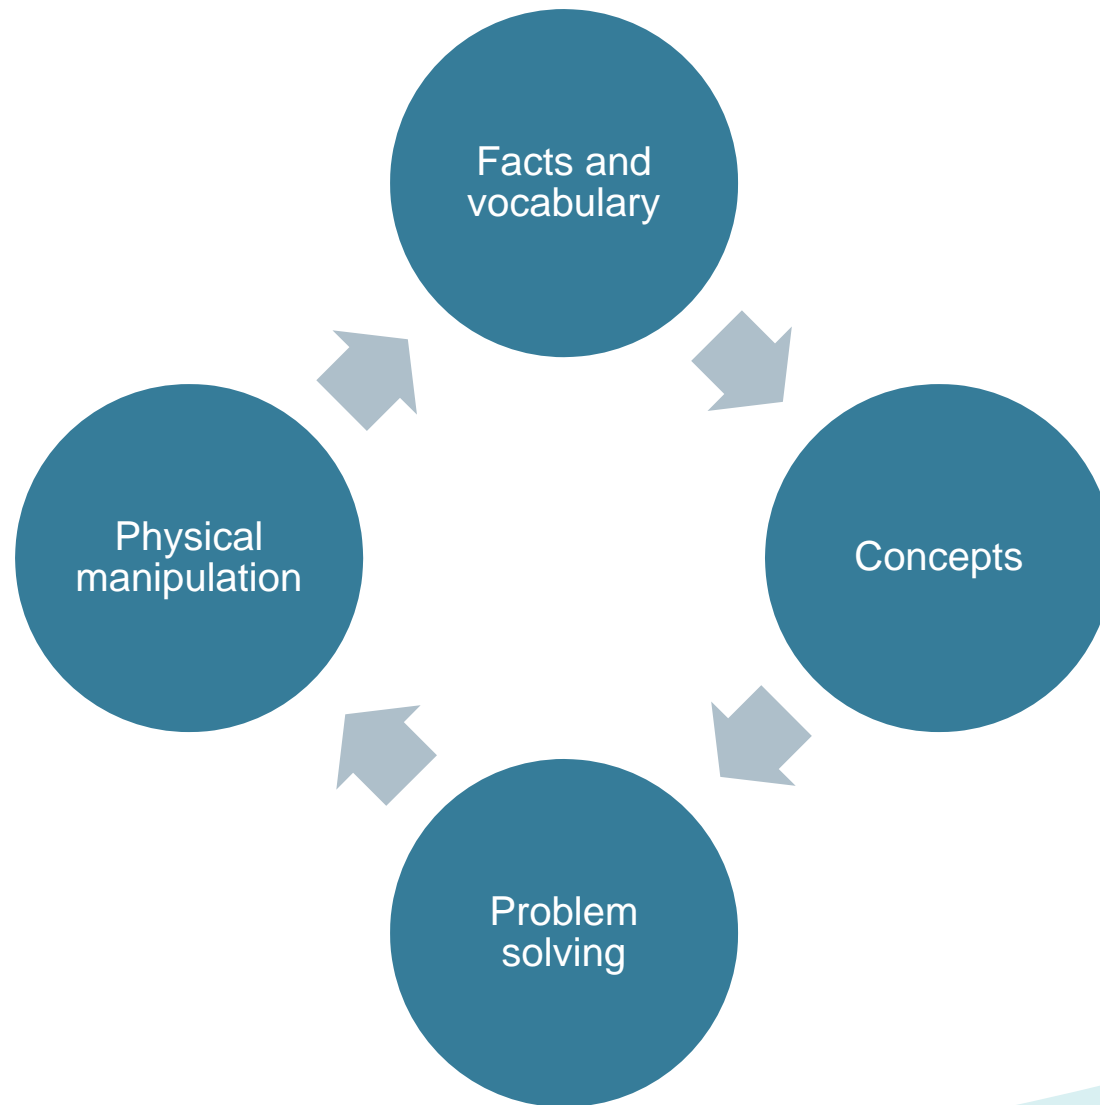 Facts and
vocabulary
Concepts
Problem
solving
Physical
manipulation